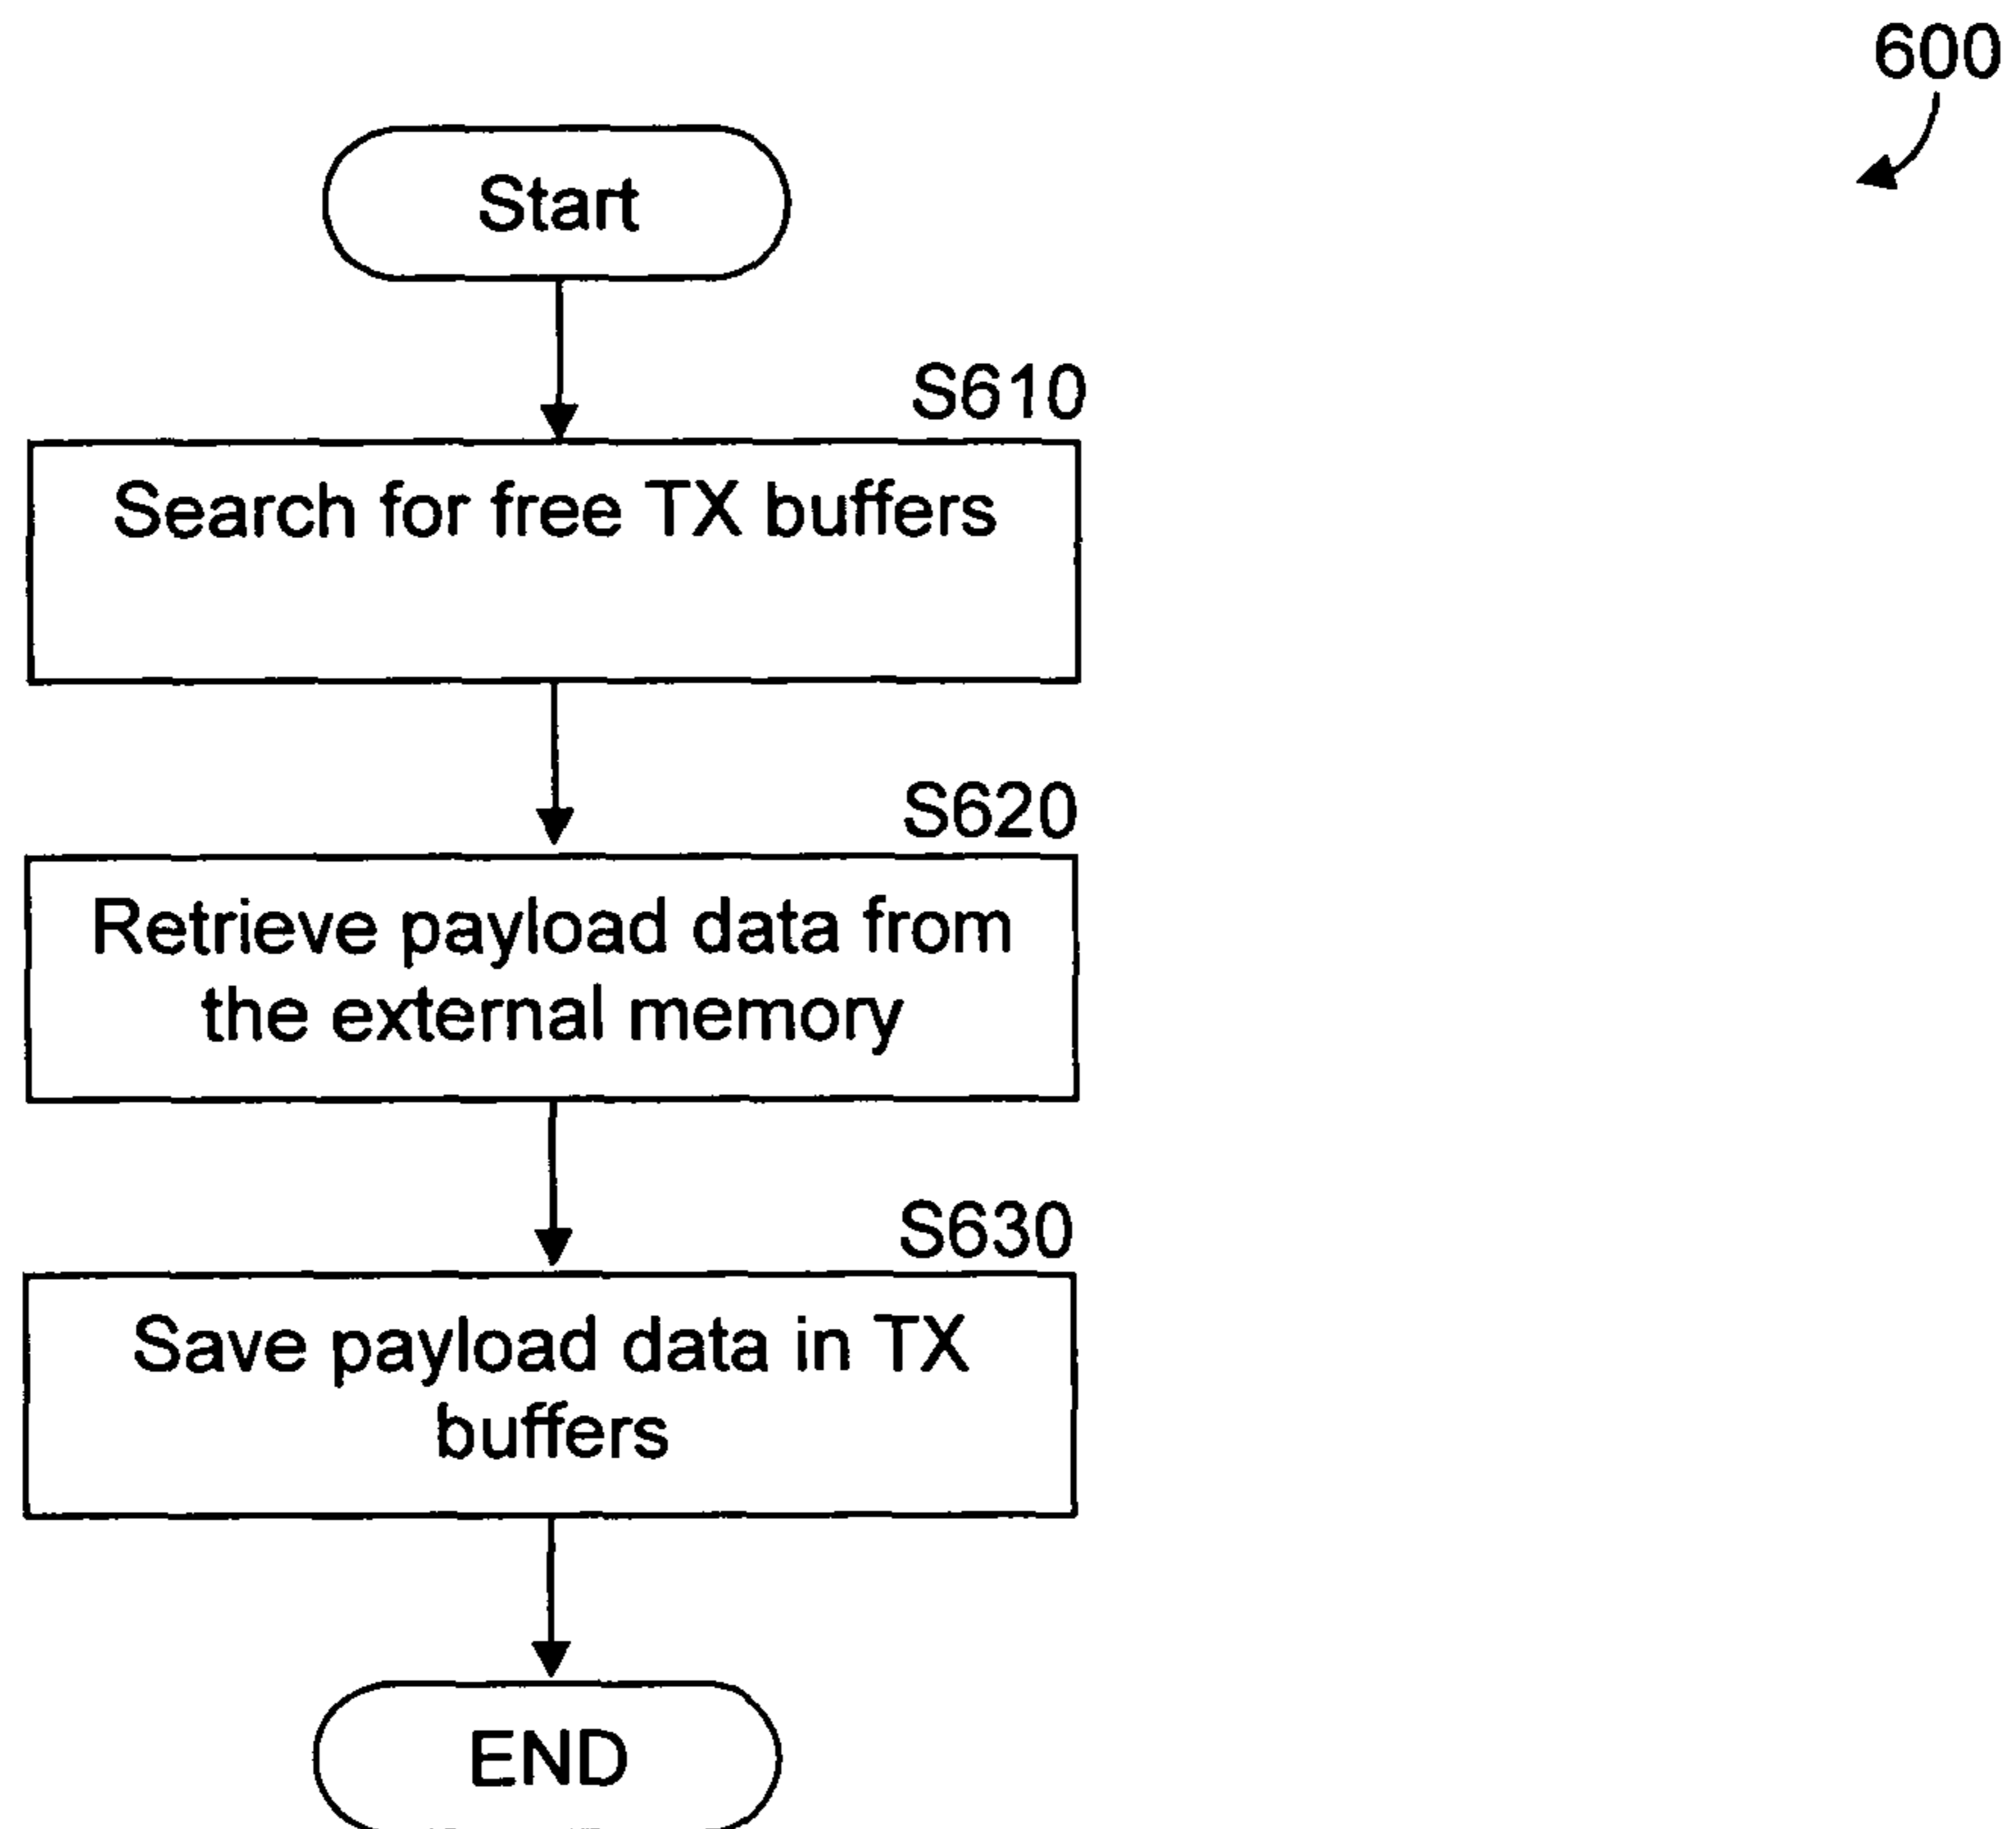 600
Start
S610
Search for free TX buffers
S620
Retrieve payload data from
the external memory
S630
Save payload data in TX
buffers
END